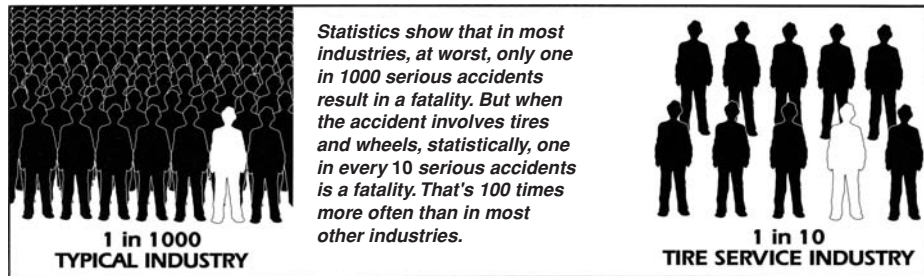 Statistics show that in most
industries, at worst, only one
in 1000 serious accidents
result in a fatality. But when
the accident involves tires
and wheels, statistically, one
in every 10 serious accidents
is a fatality. That's 100 times
more often than in most
other industries.
1 in 1000
TYPICAL INDUSTRY
1 in 10
TIRE SERVICE INDUSTRY